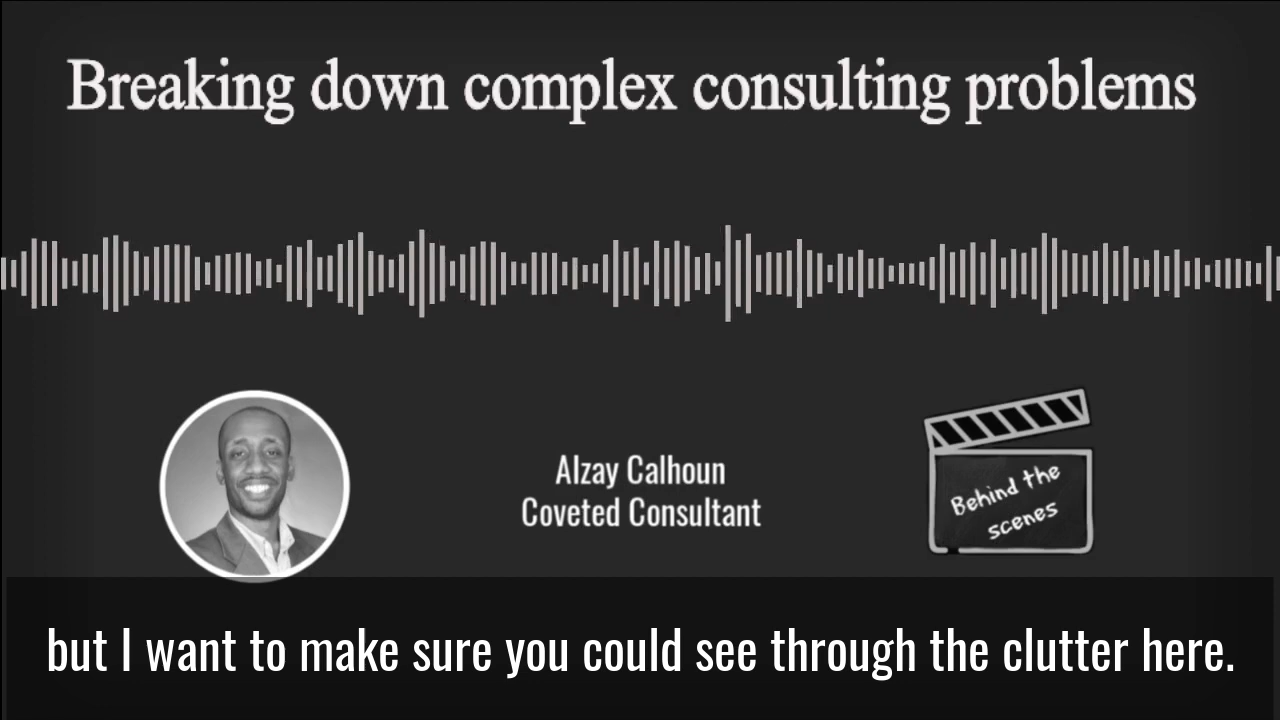 Breaking down complex consulting problems
Alzay Calhoun
Coveted Consultant
Behind the
scenes
but I want to make sure you could see through the clutter here.